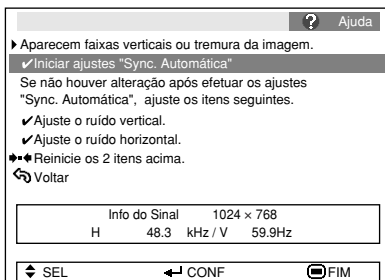 ? Ajuda
Aparecem faixas verticais ou tremura da imagem.
✔Iniciar ajustes "Sync. Automática"
Se não houver alteração após efetuar os ajustes
"Sync. Automática", ajuste os itens seguintes.
✔Ajuste o ruído vertical.
✔Ajuste o ruído horizontal.
Reinicie os 2 itens acima.
Voltar
Info do Sinal 1024 × 768
H 48.3 kHz / V 59.9Hz
SEL CONF FIM